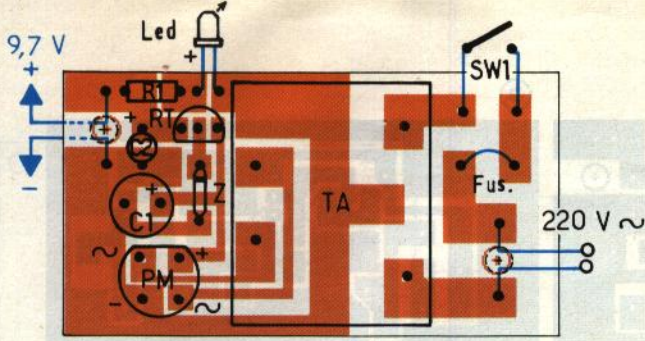 Led
9,7 V
+
+
SW1
R1
+
RT
C2
Z
Fus.
+
C1
TA
220 V ~
~
+
PM
-
~
-